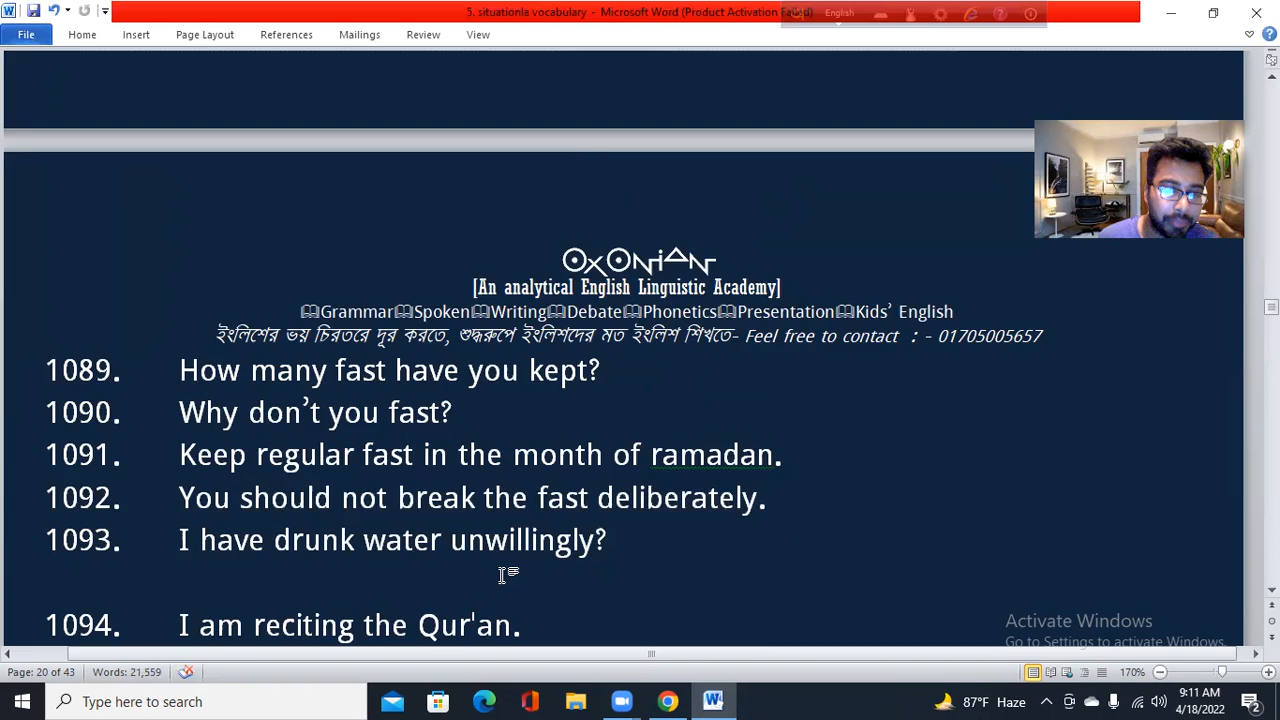 5. situationla vocabulary - Microsoft Word (Product Activation Failed)
English
File Home Insert Page Layout References Mailings Review View
OXONiAN
[An analytical English Linguistic Academy]
🕮Grammar🕮Spoken🕮Writing🕮Debate🕮Phonetics🕮Presentation🕮Kids’ English
ইংলিশের ভয় চিরতরে দূর করতে, শুদ্ধরুপে ইংলিশদের মত ইংলিশ শিখতে- Feel free to contact : - 01705005657
1089. How many fast have you kept?
1090. Why don’t you fast?
1091. Keep regular fast in the month of ramadan.
1092. You should not break the fast deliberately.
1093. I have drunk water unwillingly?
1094. I am reciting the Qur'an.
Activate Windows
Go to Settings to activate Windows.
Page: 20 of 43 Words: 21,559 170%
Type here to search
87°F Haze
9:11 AM
4/18/2022
2